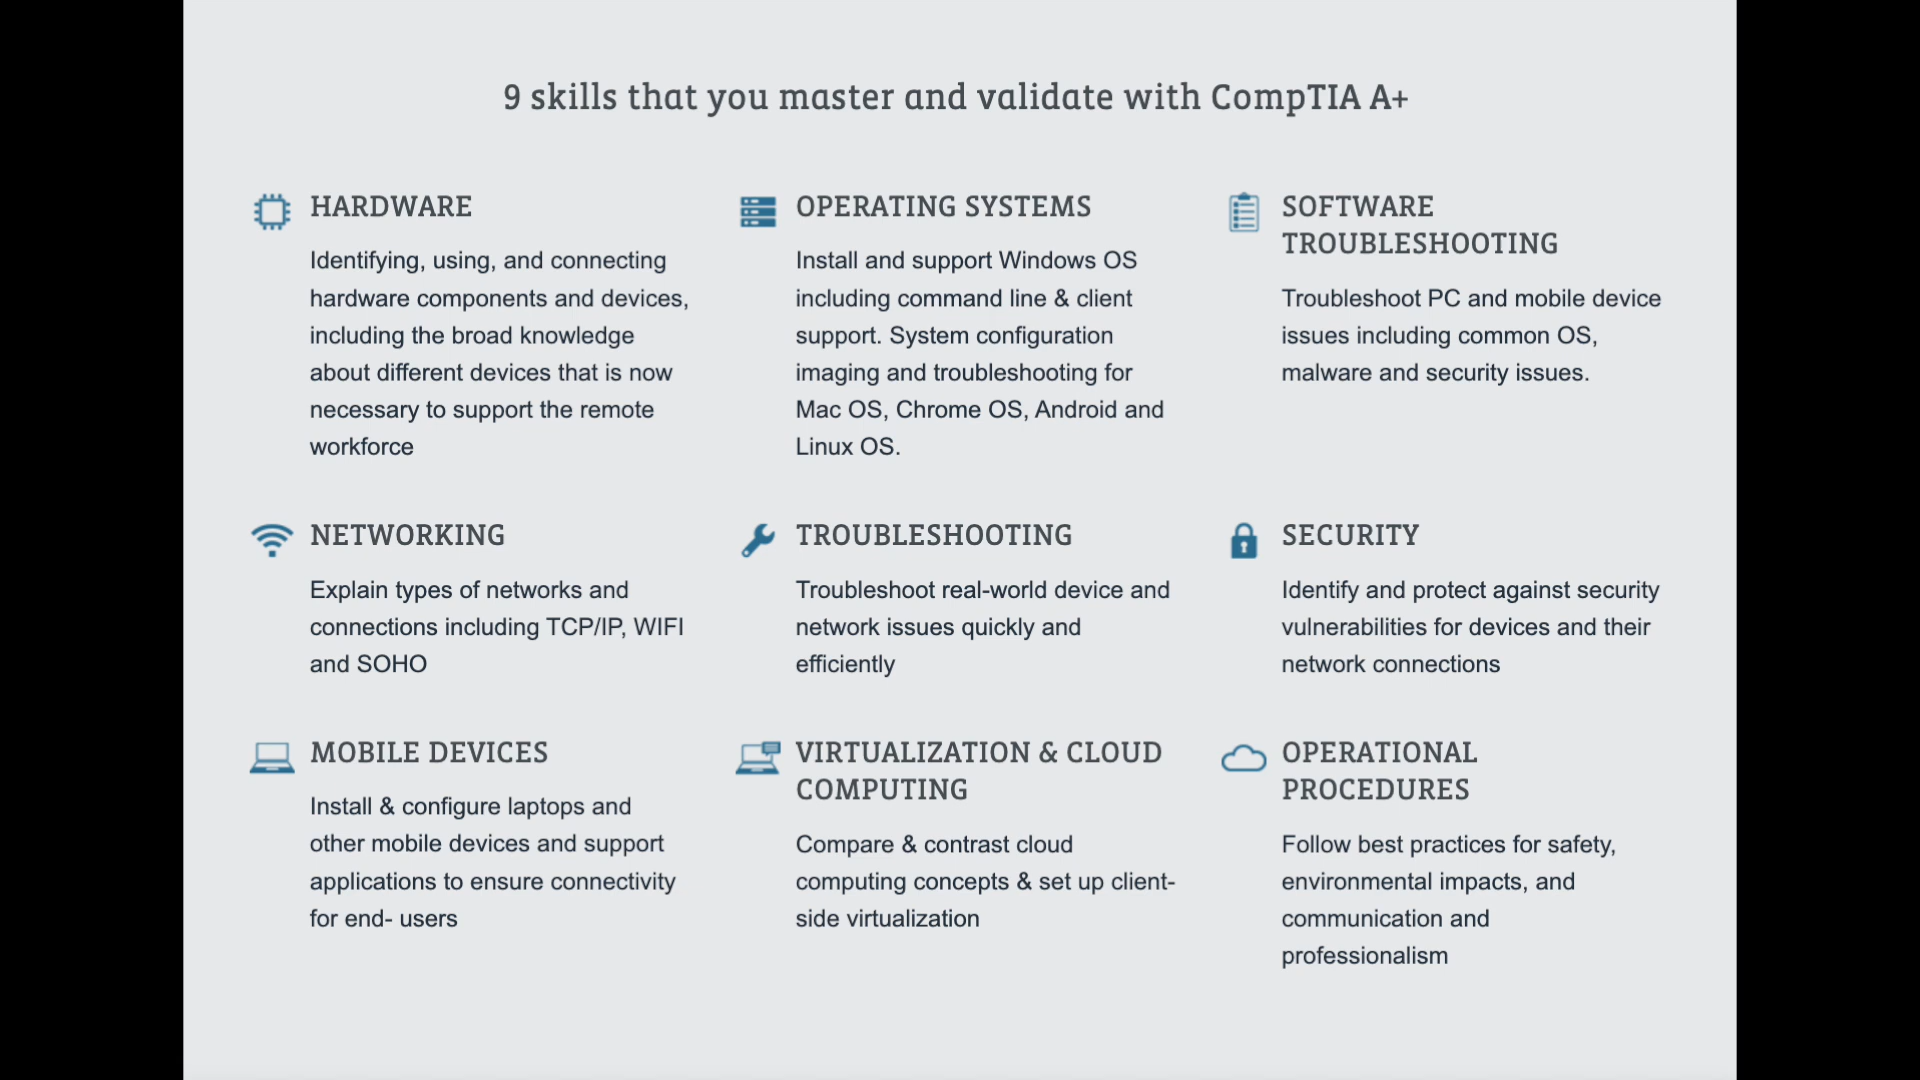 9 skills that you master and validate with CompTIA A+
HARDWARE
Identifying, using, and connecting
hardware components and devices,
including the broad knowledge
about different devices that is now
necessary to support the remote
workforce
OPERATING SYSTEMS
Install and support Windows OS
including command line & client
support. System configuration
imaging and troubleshooting for
Mac OS, Chrome OS, Android and
Linux OS.
SOFTWARE
TROUBLESHOOTING
Troubleshoot PC and mobile device
issues including common OS,
malware and security issues.
NETWORKING
Explain types of networks and
connections including TCP/IP, WIFI
and SOHO
TROUBLESHOOTING
Troubleshoot real-world device and
network issues quickly and
efficiently
SECURITY
Identify and protect against security
vulnerabilities for devices and their
network connections
MOBILE DEVICES
Install & configure laptops and
other mobile devices and support
applications to ensure connectivity
for end- users
VIRTUALIZATION & CLOUD
COMPUTING
Compare & contrast cloud
computing concepts & set up client-
side virtualization
OPERATIONAL
PROCEDURES
Follow best practices for safety,
environmental impacts, and
communication and
professionalism